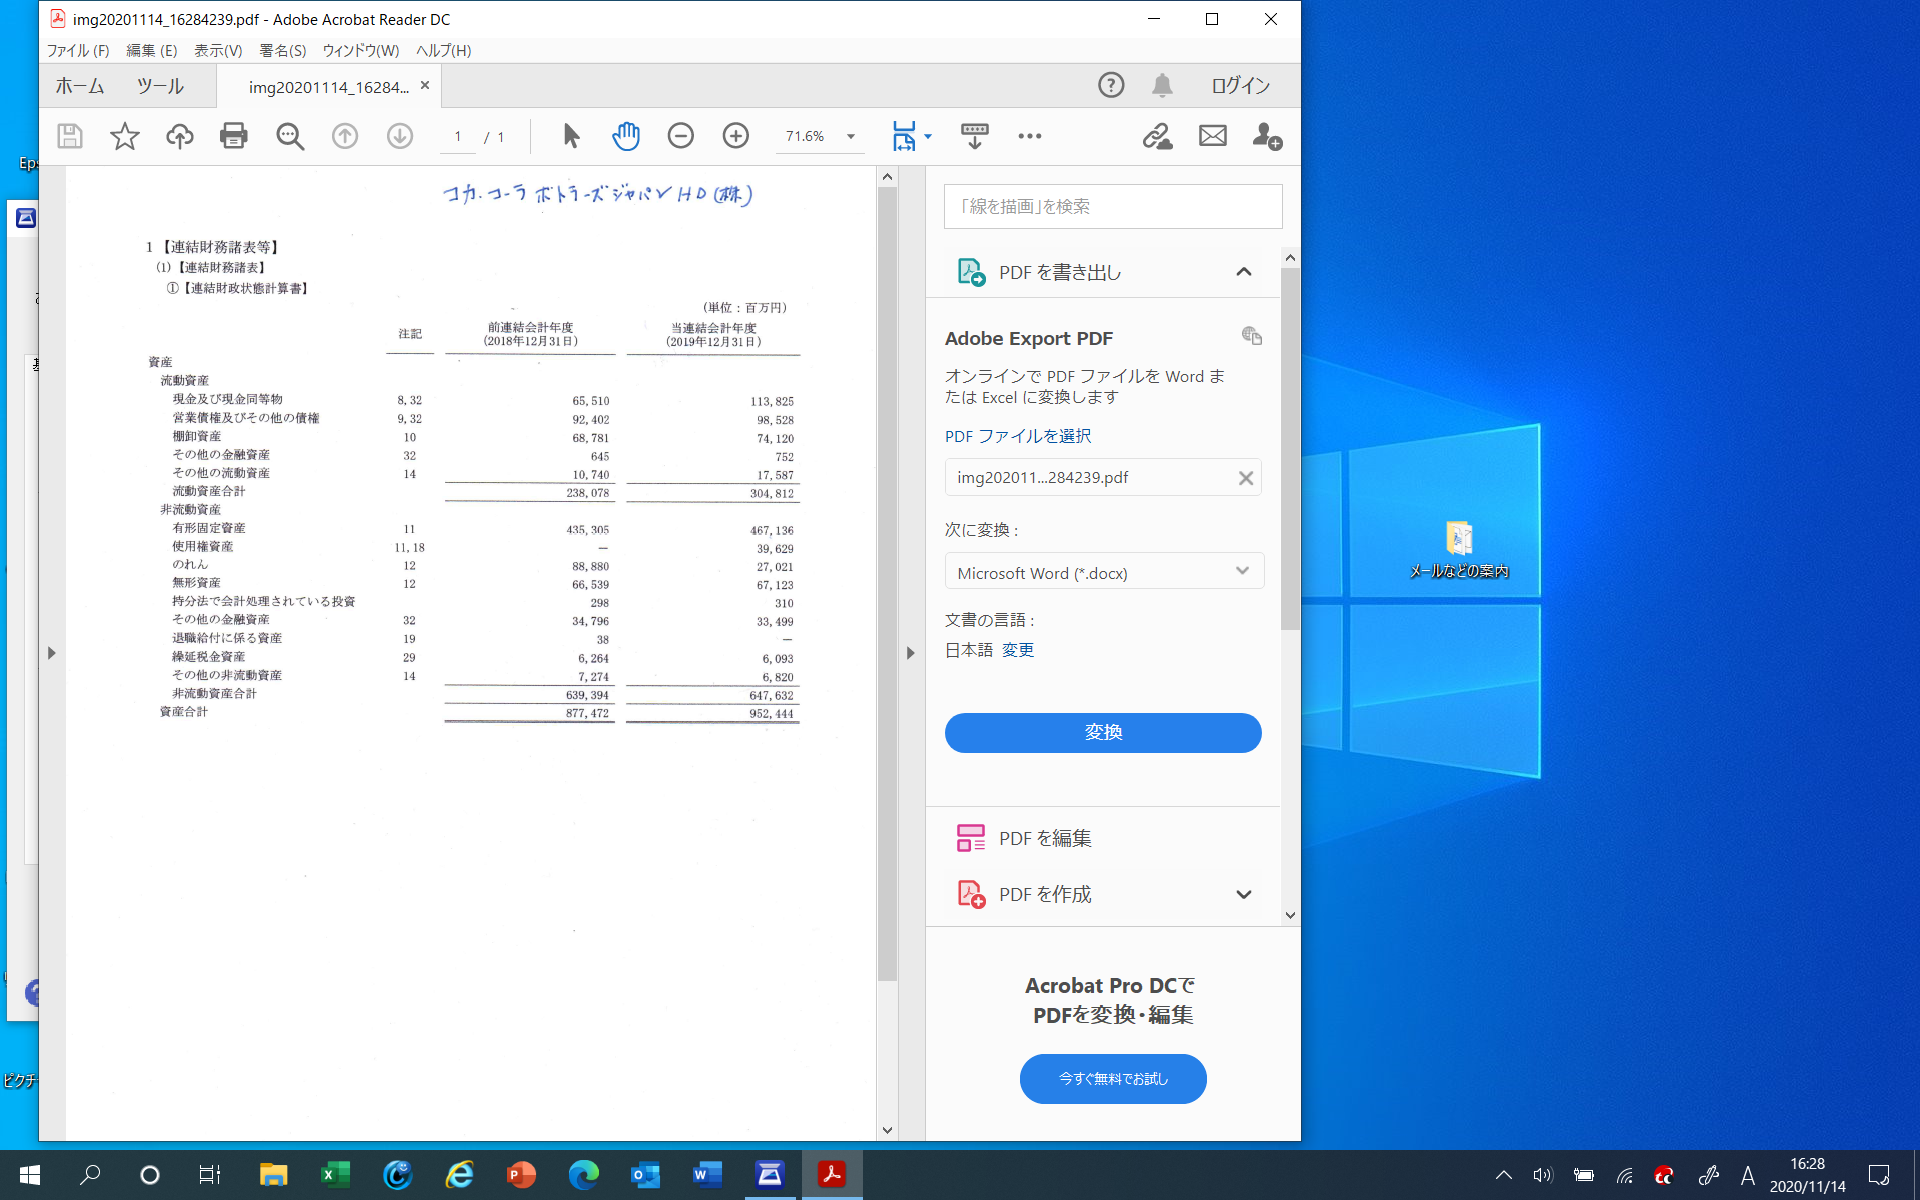 img20201114_16284239.pdf - Adobe Acrobat Reader DC
ファイル(F) 編集(E) 表示(V) 署名(S) ウィンドウ(W) ヘルプ(H)
ホーム ツール img20201114_16284... × ログイン
1 / 1 71.6%
コカ・コーラ ボトラーズジャパンHD(株)
1【連結財務諸表等】
(1)【連結財務諸表】
①【連結財政状態計算書】
(単位:百万円)
注記 前連結会計年度 (2018年12月31日) 当連結会計年度 (2019年12月31日)
資産
流動資産
現金及び現金同等物 8, 32 65,510 113,825
営業債権及びその他の債権 9, 32 92,402 98,528
棚卸資産 10 68,781 74,120
その他の金融資産 32 645 752
その他の流動資産 14 10,740 17,587
流動資産合計 238,078 304,812
非流動資産
有形固定資産 11 435,305 467,136
使用権資産 11, 18 — 39,629
のれん 12 88,880 27,021
無形資産 12 66,539 67,123
持分法で会計処理されている投資 298 310
その他の金融資産 32 34,796 33,499
退職給付に係る資産 19 38 —
繰延税金資産 29 6,264 6,093
その他の非流動資産 14 7,274 6,820
非流動資産合計 639,394 647,632
資産合計 877,472 952,444
「線を描画」を検索
PDF を書き出し
Adobe Export PDF
オンラインで PDF ファイルを Word ま
たは Excel に変換します
PDF ファイルを選択
img202011...284239.pdf
次に変換 :
Microsoft Word (*.docx)
文書の言語 :
日本語 変更
変換
PDF を編集
PDF を作成
Acrobat Pro DCで
PDFを変換・編集
今すぐ無料でお試し
メールなどの案内
Eps
ピクチ
A
16:28
2020/11/14